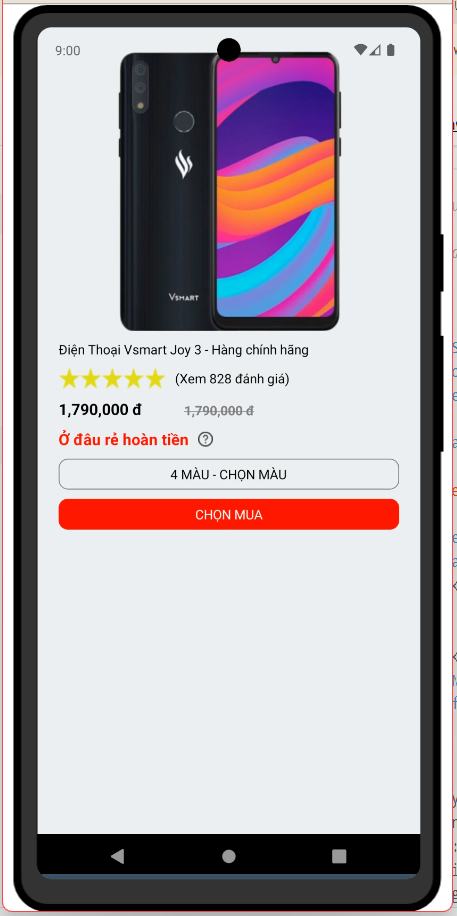 9:00
VSMART
Điện Thoại Vsmart Joy 3 - Hàng chính hãng
(Xem 828 đánh giá)
1,790,000 đ 1,790,000 đ
Ở đâu rẻ hoàn tiền ?
4 MÀU - CHỌN MÀU
CHỌN MUA